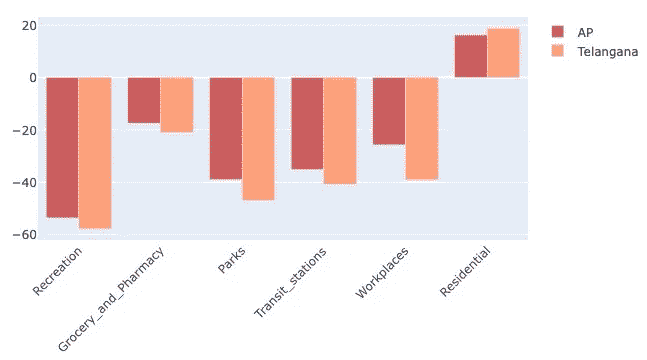 20
0
−20
−40
−60
Recreation
Grocery_and_Pharmacy
Parks
Transit_stations
Workplaces
Residential
AP
Telangana